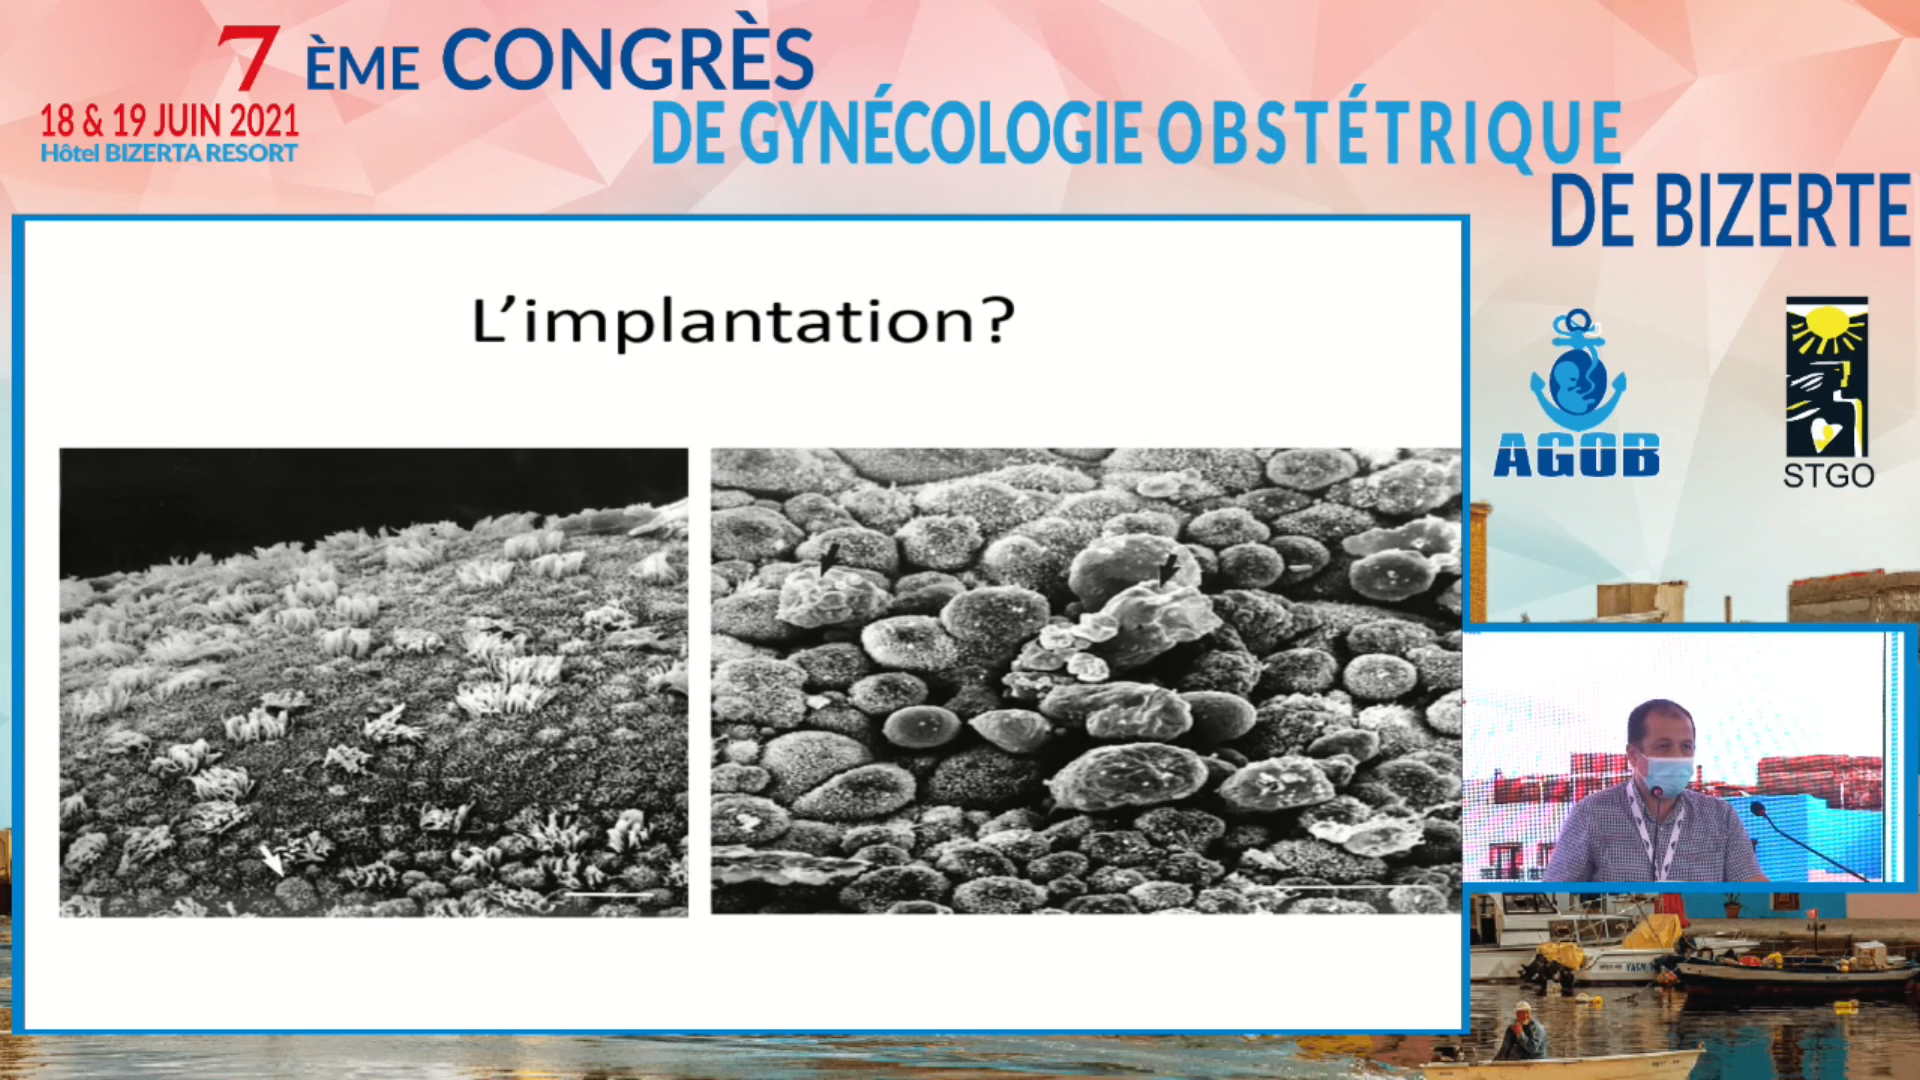 7 ÈME CONGRÈS
DE GYNÉCOLOGIE OBSTÉTRIQUE
DE BIZERTE
18 & 19 JUIN 2021
Hôtel BIZERTA RESORT
L'implantation?
AGOB
STGO